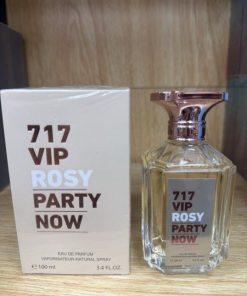 717
VIP
ROSY
PARTY
NOW
EAU DE PARFUM
VAPORISATEUR NATURAL SPRAY
100 ml
3.4 FL.OZ.
717
VIP
ROSY
PARTY
NOW